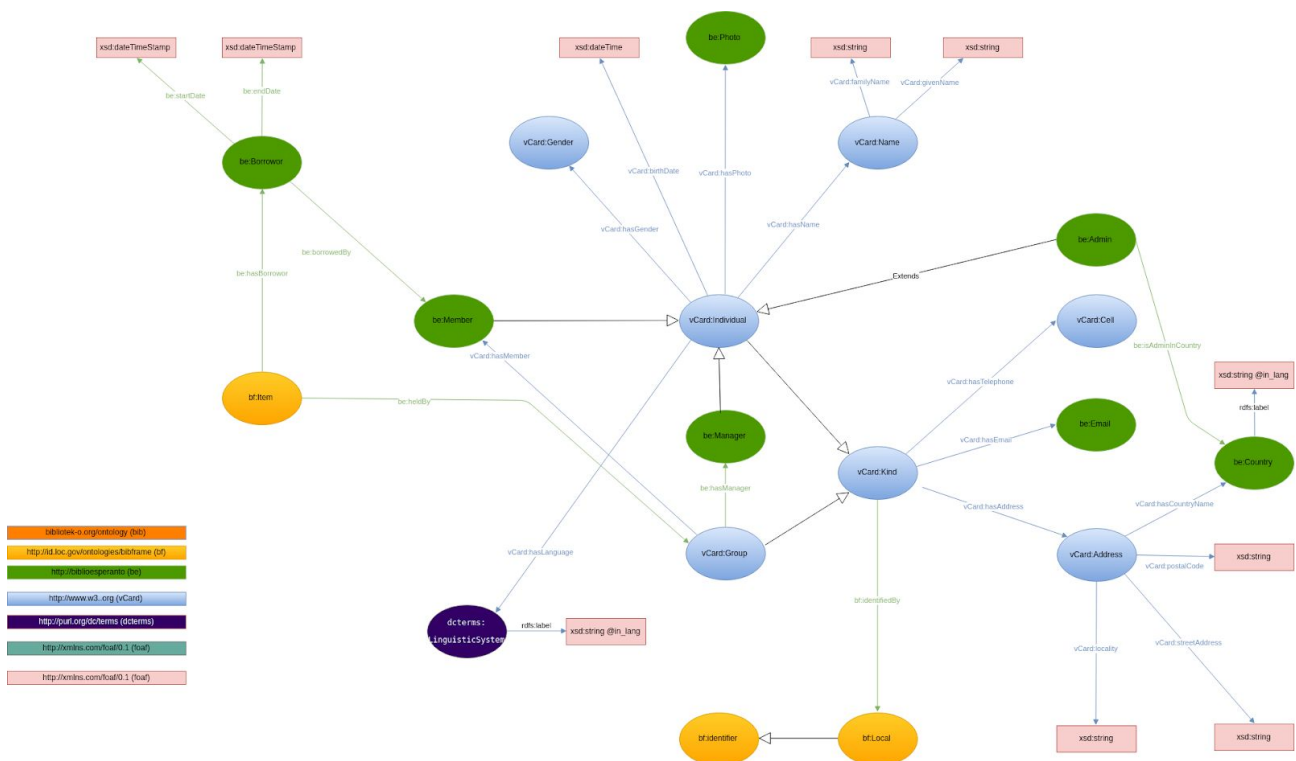 be:Photo
xsd:dateTimeStamp
xsd:dateTimeStamp
xsd:dateTime
xsd:string
xsd:string
be:startDate
be:endDate
vCard:familyName
vCard:givenName
be:Borrowor
vCard:Gender
vCard:Name
vCard:birthDate
vCard:hasPhoto
vCard:hasGender
vCard:hasName
be:Admin
be:borrowedBy
be:hasBorrowor
Extends
be:Member
vCard:Individual
vCard:Cell
be:isAdminInCountry
vCard:hasMember
xsd:string @in_lang
vCard:hasTelephone
bf:Item
be:heldBy
rdfs:label
be:Manager
be:Email
vCard:hasEmail
be:Country
vCard:Kind
be:hasManager
vCard:hasAddress
vCard:hasCountryName
vCard:hasLanguage
vCard:Group
vCard:Address
xsd:string
vCard:postalCode
bf:identifiedBy
dcterms:
LinguisticSystem
rdfs:label
xsd:string @in_lang
vCard:locality
vCard:streetAddress
bf:identifier
bf:Local
xsd:string
xsd:string
bibliotek-o.org/ontology (bib)
http://id.loc.gov/ontologies/bibframe (bf)
http://biblioesperanto (be)
http://www.w3..org (vCard)
http://purl.org/dc/terms (dcterms)
http://xmlns.com/foaf/0.1 (foaf)
http://xmlns.com/foaf/0.1 (foaf)